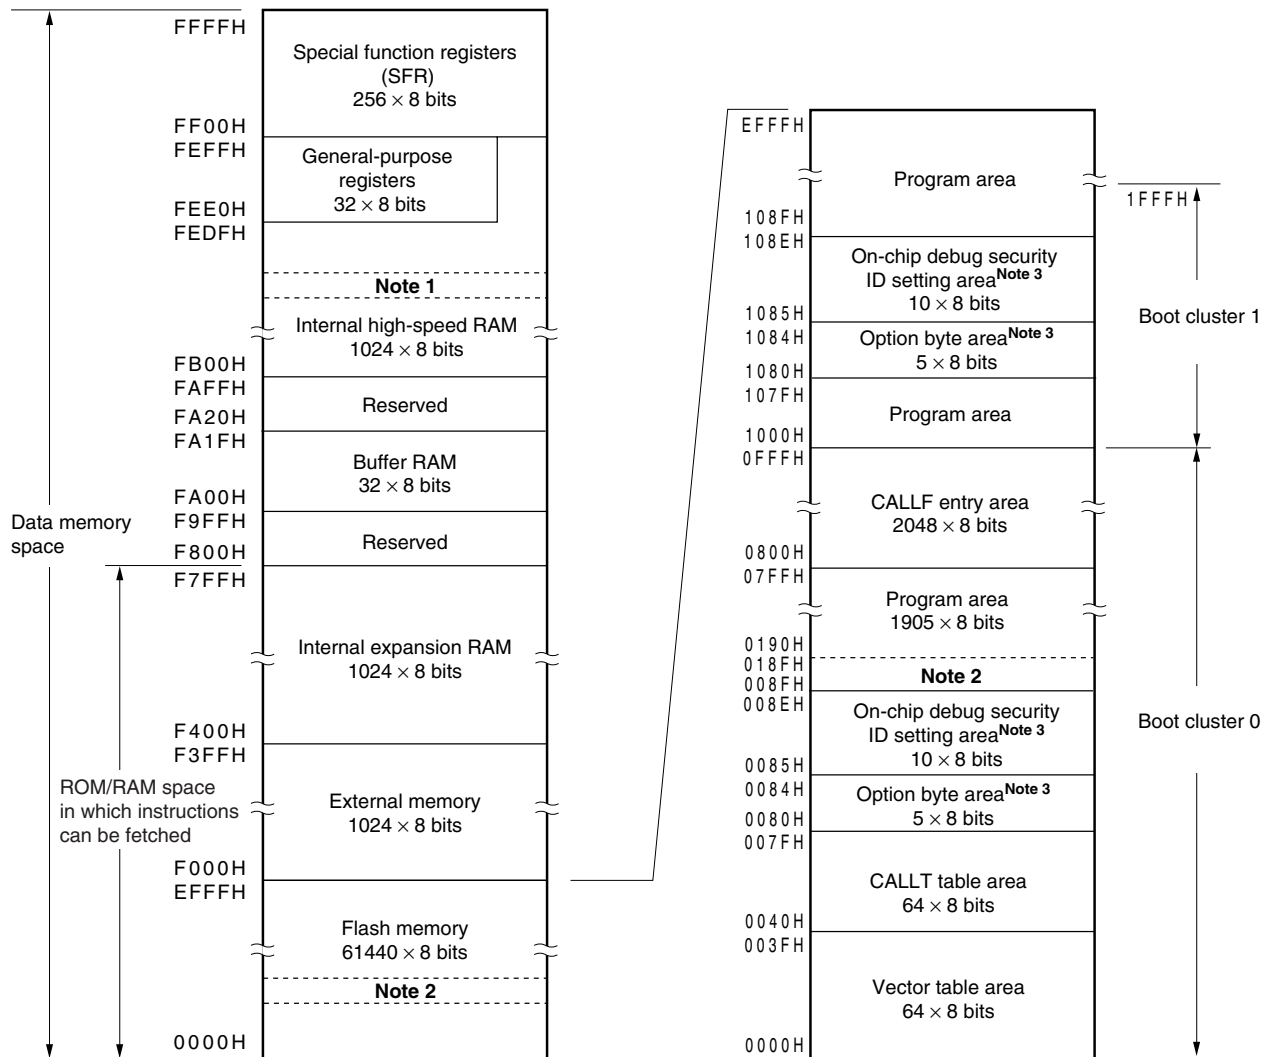 FFFFH
Special function registers
(SFR)
256 × 8 bits
FF00H
FEFFH
General-purpose
registers
32 × 8 bits
FEE0H
FEDFH
Note 1
Internal high-speed RAM
1024 × 8 bits
FB00H
FAFFH
Reserved
FA20H
FA1FH
Buffer RAM
32 × 8 bits
FA00H
F9FFH
Reserved
F800H
F7FFH
Data memory
space
Internal expansion RAM
1024 × 8 bits
F400H
F3FFH
ROM/RAM space
in which instructions
can be fetched
External memory
1024 × 8 bits
F000H
EFFFH
Flash memory
61440 × 8 bits
Note 2
0000H
EFFFH
Program area
1FFFH
108FH
108EH
On-chip debug security
ID setting area Note 3
10 × 8 bits
1085H
1084H
Option byte area Note 3
5 × 8 bits
1080H
107FH
Program area
1000H
0FFFH
Boot cluster 1
CALLF entry area
2048 × 8 bits
0800H
07FFH
Program area
1905 × 8 bits
0190H
018FH
Note 2
008FH
008EH
On-chip debug security
ID setting area Note 3
10 × 8 bits
0085H
0084H
Option byte area Note 3
5 × 8 bits
0080H
007FH
Boot cluster 0
CALLT table area
64 × 8 bits
0040H
003FH
Vector table area
64 × 8 bits
0000H